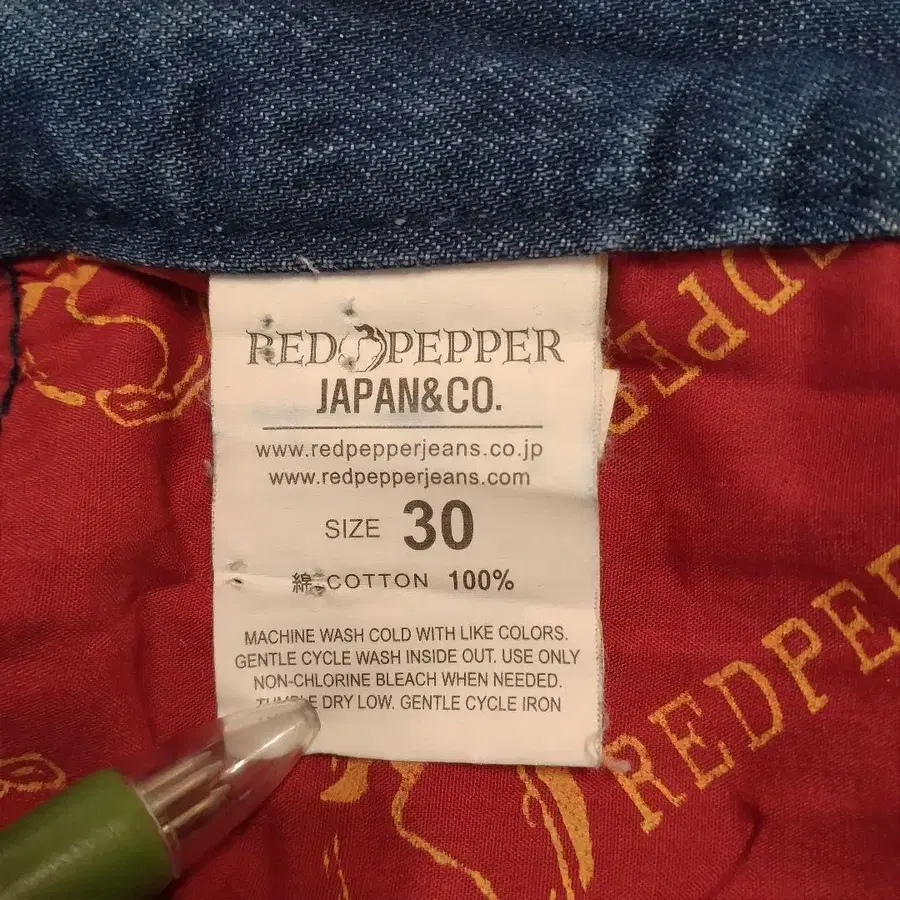 RED PEPPER
JAPAN&CO.
www.redpepperjeans.co.jp
www.redpepperjeans.com
SIZE 30
綿 COTTON 100%
MACHINE WASH COLD WITH LIKE COLORS.
GENTLE CYCLE WASH INSIDE OUT. USE ONLY
NON-CHLORINE BLEACH WHEN NEEDED.
TUMBLE DRY LOW. GENTLE CYCLE IRON
REDPEP